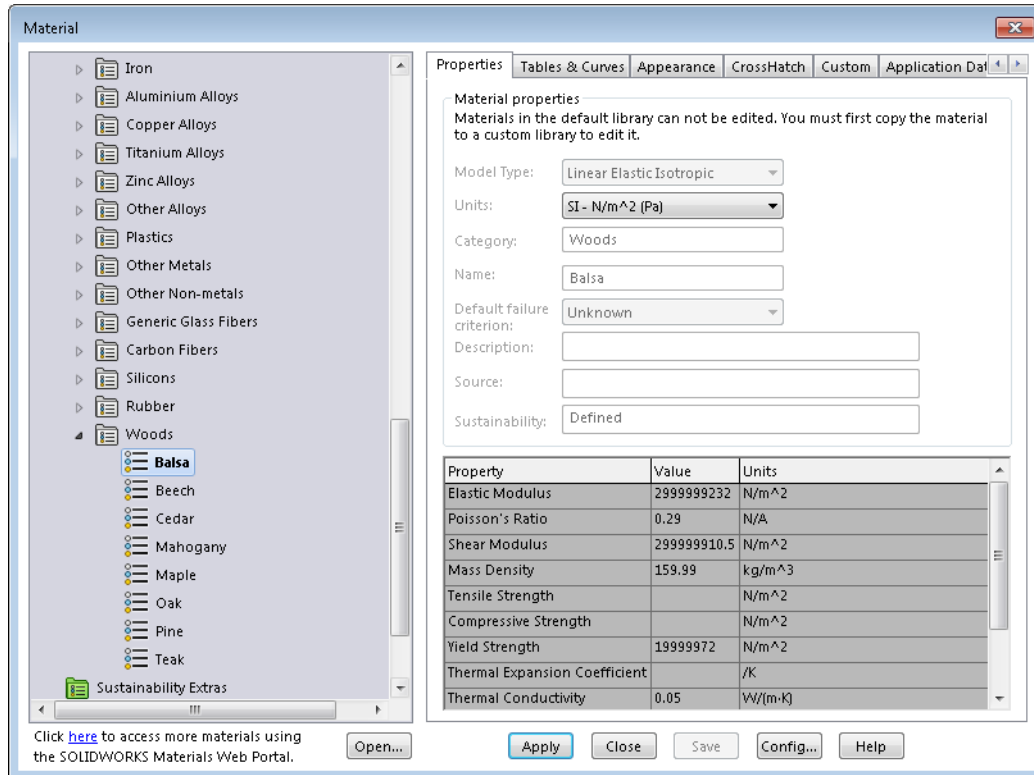 Material
Iron
Aluminium Alloys
Copper Alloys
Titanium Alloys
Zinc Alloys
Other Alloys
Plastics
Other Metals
Other Non-metals
Generic Glass Fibers
Carbon Fibers
Silicons
Rubber
Woods
Balsa
Beech
Cedar
Mahogany
Maple
Oak
Pine
Teak
Sustainability Extras
Click here to access more materials using
the SOLIDWORKS Materials Web Portal.
Open...
Properties Tables & Curves Appearance CrossHatch Custom Application Dat
Material properties
Materials in the default library can not be edited. You must first copy the material
to a custom library to edit it.
Model Type: Linear Elastic Isotropic
Units: SI - N/m^2 (Pa)
Category: Woods
Name: Balsa
Default failure
criterion: Unknown
Description:
Source:
Sustainability: Defined
Property Value Units
Elastic Modulus 2999999232 N/m^2
Poisson's Ratio 0.29 N/A
Shear Modulus 299999910.5 N/m^2
Mass Density 159.99 kg/m^3
Tensile Strength N/m^2
Compressive Strength N/m^2
Yield Strength 19999972 N/m^2
Thermal Expansion Coefficient /K
Thermal Conductivity 0.05 W/(m·K)
Apply Close Save Config... Help